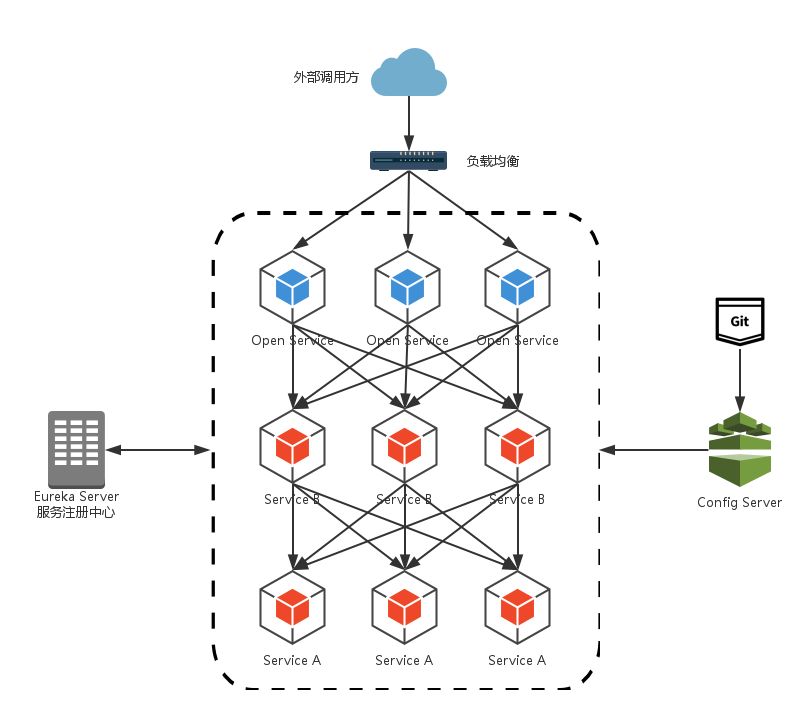 外部调用方
负载均衡
Open Service
Open Service
Open Service
Git
Eureka Server
服务注册中心
Service B
Service B
Service B
Config Server
Service A
Service A
Service A